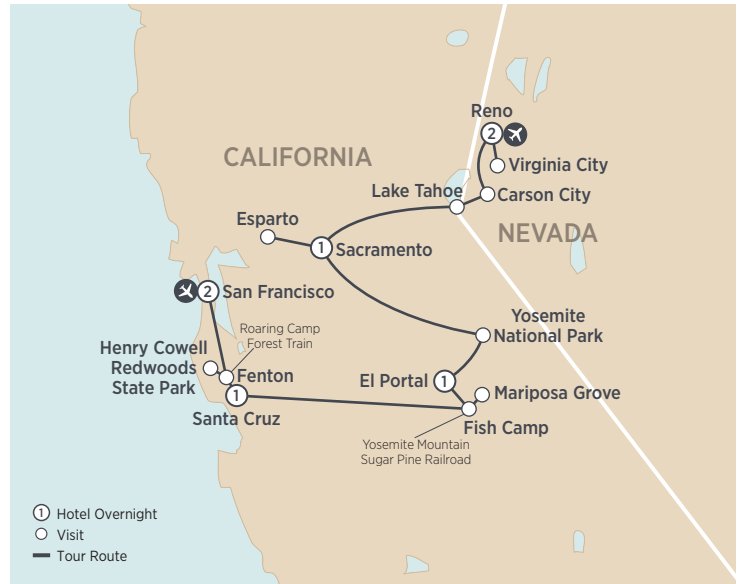 Reno
2
Virginia City
CALIFORNIA
Lake Tahoe
Carson City
Esparto
NEVADA
1
Sacramento
2
San Francisco
Yosemite
National Park
Roaring Camp
Forest Train
Henry Cowell
Redwoods
State Park
Fenton
El Portal
1
Mariposa Grove
1
Santa Cruz
Fish Camp
Yosemite Mountain
Sugar Pine Railroad
1 Hotel Overnight
Visit
Tour Route